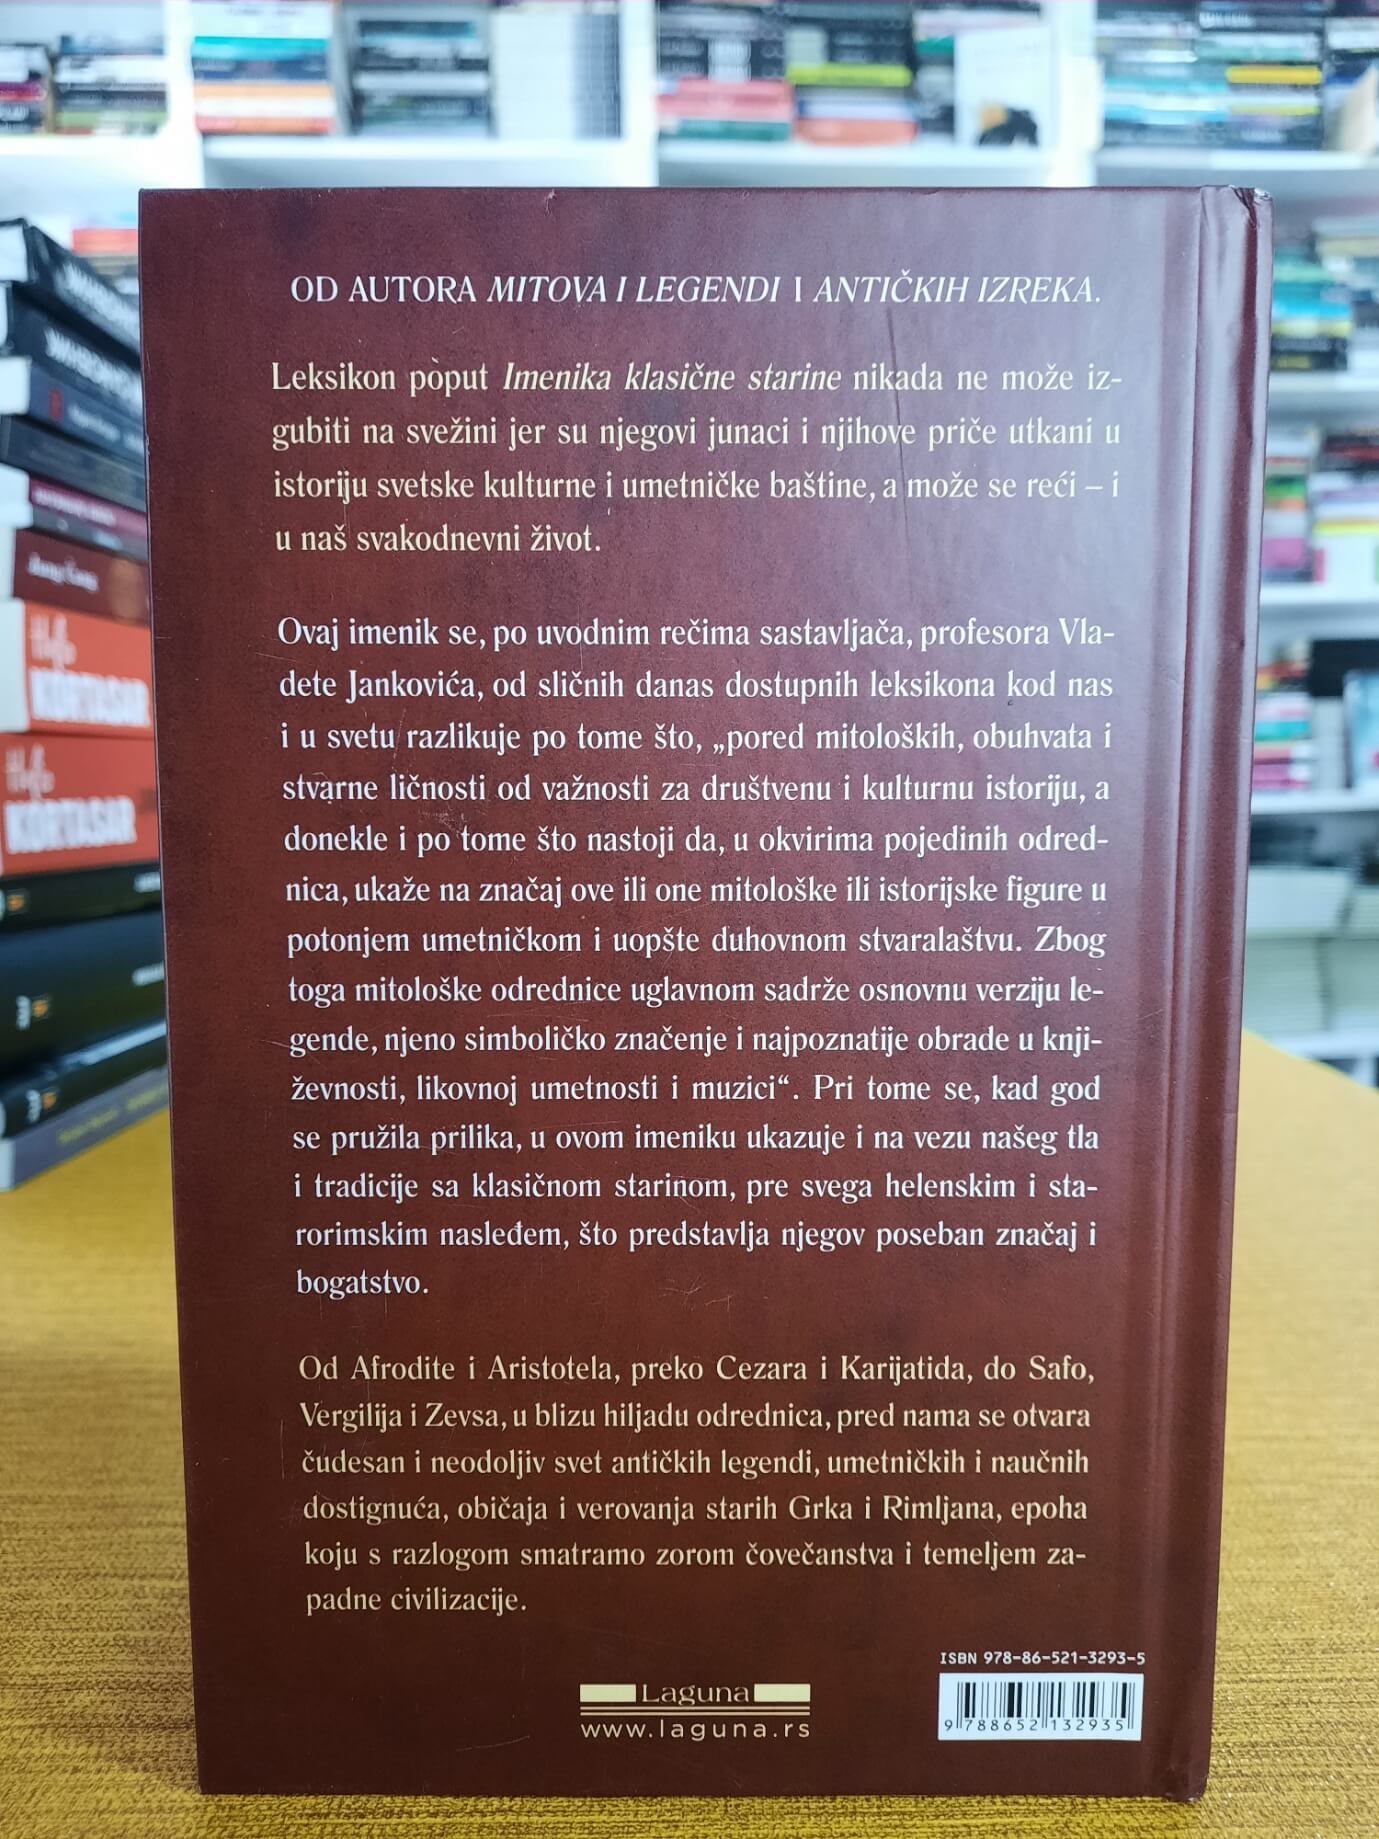 OD AUTORA MITOVA I LEGENDI I ANTIČKIH IZREKA.
Leksikon poput Imenika klasične starine nikada ne može iz-
gubiti na svežini jer su njegovi junaci i njihove priče utkani u
istoriju svetske kulturne i umetničke baštine, a može se reći – i
u naš svakodnevni život.
Ovaj imenik se, po uvodnim rečima sastavljača, profesora Vla-
dete Jankovića, od sličnih danas dostupnih leksikona kod nas
i u svetu razlikuje po tome što, „pored mitoloških, obuhvata i
stvarne ličnosti od važnosti za društvenu i kulturnu istoriju, a
donekle i po tome što nastoji da, u okvirima pojedinih odred-
nica, ukaže na značaj ove ili one mitološke ili istorijske figure u
potonjem umetničkom i uopšte duhovnom stvaralaštvu. Zbog
toga mitološke odrednice uglavnom sadrže osnovnu verziju le-
gende, njeno simboličko značenje i najpoznatije obrade u knji-
ževnosti, likovnoj umetnosti i muzici“. Pri tome se, kad god
se pružila prilika, u ovom imeniku ukazuje i na vezu našeg tla
i tradicije sa klasičnom starinom, pre svega helenskim i sta-
rorimskim nasleđem, što predstavlja njegov poseban značaj i
bogatstvo.
Od Afrodite i Aristotela, preko Cezara i Karijatida, do Safo,
Vergilija i Zevsa, u blizu hiljadu odrednica, pred nama se otvara
čudesan i neodoljiv svet antičkih legendi, umetničkih i naučnih
dostignuća, običaja i verovanja starih Grka i Rimljana, epoha
koju s razlogom smatramo zorom čovečanstva i temeljem za-
padne civilizacije.
ISBN 978-86-521-3293-5
Laguna
www.laguna.rs
9 788652 132935
KORTASAR
KORTASAR